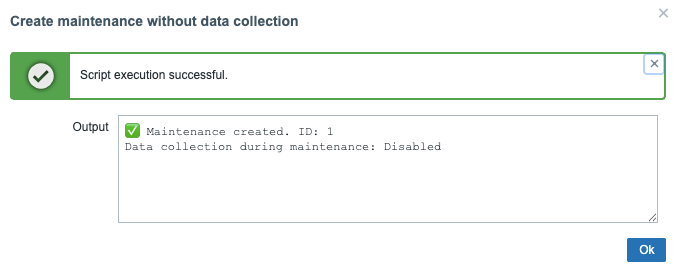 Create maintenance without data collection
Script execution successful.
Output
✅ Maintenance created. ID: 1
Data collection during maintenance: Disabled
Ok